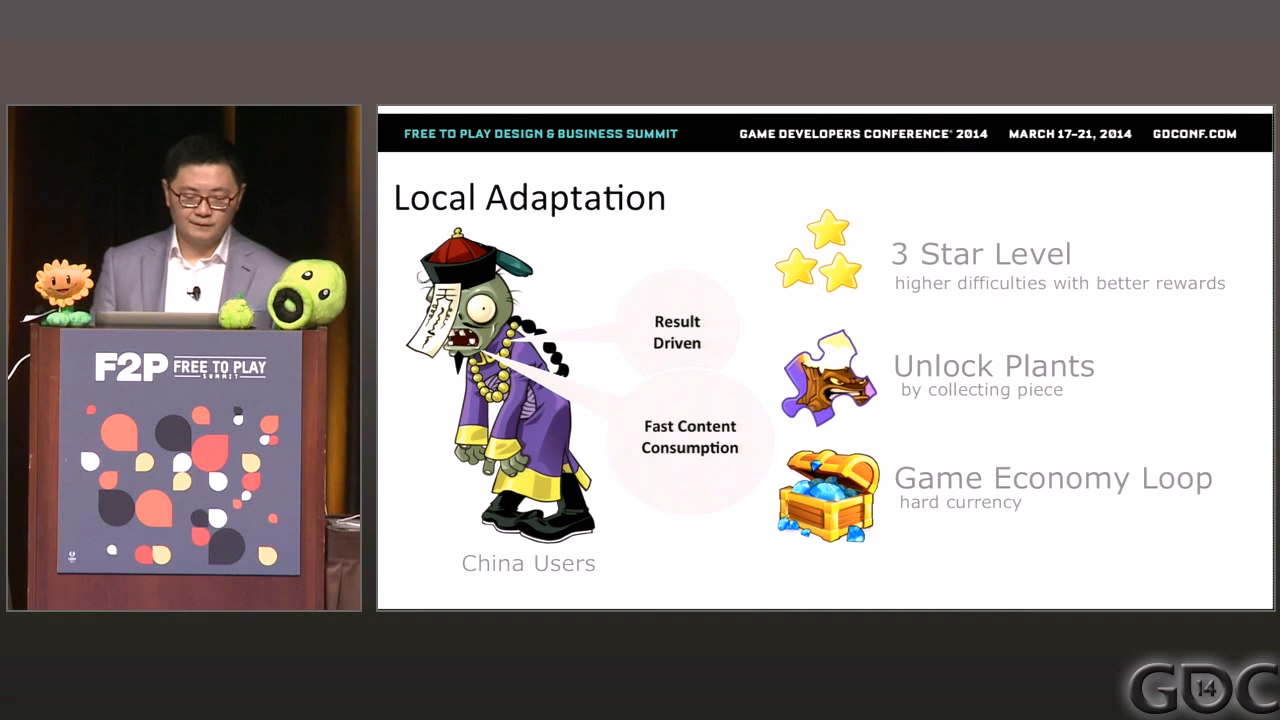 FREE TO PLAY DESIGN & BUSINESS SUMMIT GAME DEVELOPERS CONFERENCE® 2014 MARCH 17-21, 2014 GDCONF.COM
Local Adaptation
Result
Driven
Fast Content
Consumption
China Users
3 Star Level
higher difficulties with better rewards
Unlock Plants
by collecting piece
Game Economy Loop
hard currency
F2P FREE TO PLAY
SUMMIT
GDC
14